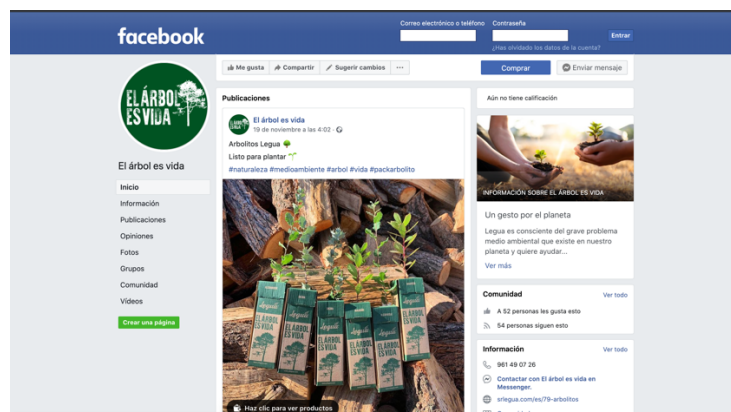 facebook
Correo electrónico o teléfono
Contraseña
Entrar
¿Has olvidado los datos de la cuenta?
EL ÁRBOL
ES VIDA
El árbol es vida
Inicio
Información
Publicaciones
Opiniones
Fotos
Grupos
Comunidad
Vídeos
Crear una página
Me gusta
Compartir
Sugerir cambios
Comprar
Enviar mensaje
Publicaciones
El árbol es vida
19 de noviembre a las 4:02
Arbolitos Legua
Listo para plantar
#naturaleza #medioambiente #arbol #vida #packarbolito
Legua
EL ÁRBOL
ES VIDA
Haz clic para ver productos
Aún no tiene calificación
INFORMACIÓN SOBRE EL ÁRBOL ES VIDA
Un gesto por el planeta
Legua es consciente del grave problema
medio ambiental que existe en nuestro
planeta y quiere ayudar...
Ver más
Comunidad
Ver todo
A 52 personas les gusta esto
54 personas siguen esto
Información
Ver todo
961 49 07 26
Contactar con El árbol es vida en
Messenger.
srlegua.com/es/79-arbolitos